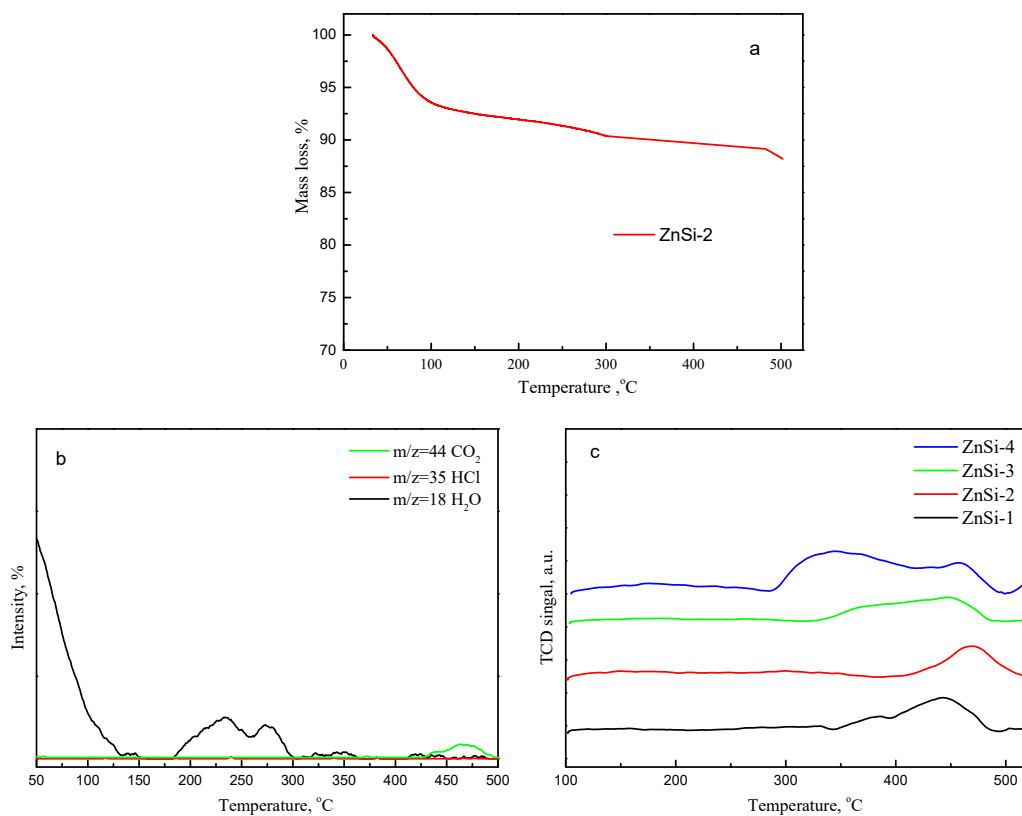 a
100
95
90
85
80
75
70
Mass loss, %
ZnSi-2
0
100
200
300
400
500
Temperature ,°C
b
m/z=44 CO₂
m/z=35 HCl
m/z=18 H₂O
Intensity, %
50
100
150
200
250
300
350
400
450
500
Temperature, °C
c
ZnSi-4
ZnSi-3
ZnSi-2
ZnSi-1
TCD singal, a.u.
100
200
300
400
500
Temperature, °C